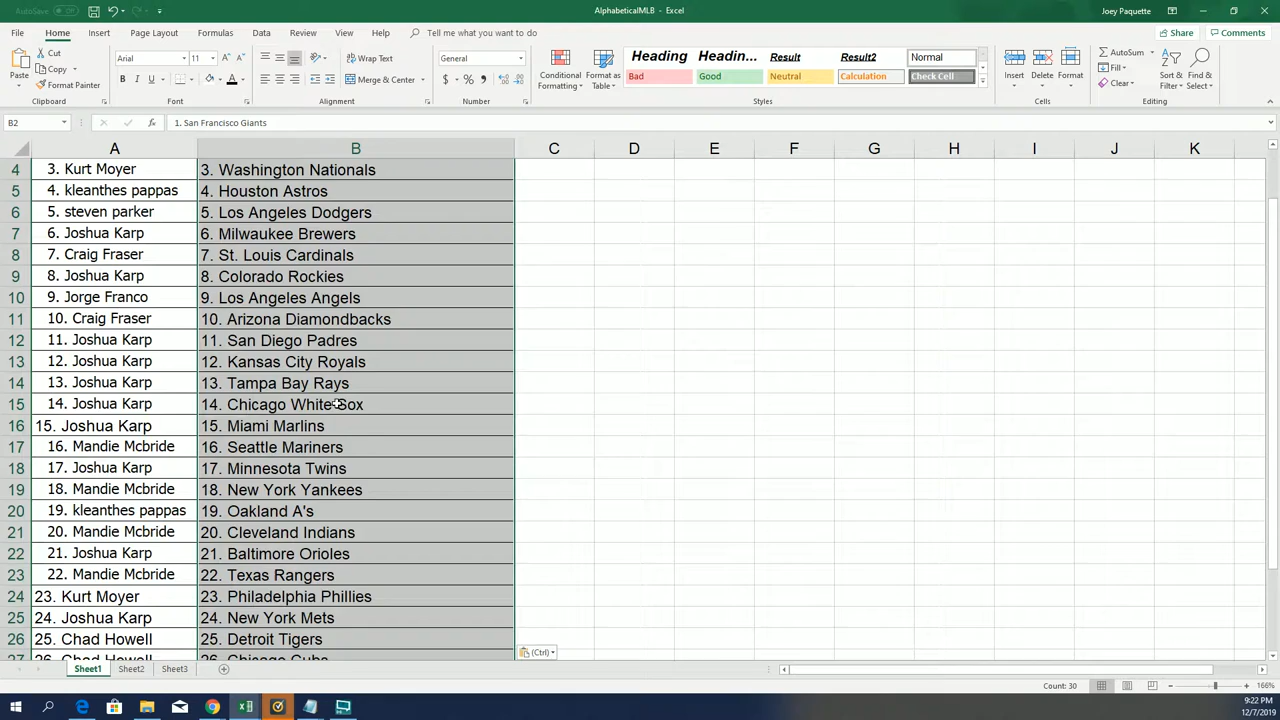 AutoSave Off
AlphabeticalMLB - Excel
Joey Paquette
File Home Insert Page Layout Formulas Data Review View Help Tell me what you want to do
Share Comments
Paste
Cut
Copy
Format Painter
Clipboard
Arial 11
B I U
Font
Wrap Text
Merge & Center
Alignment
General
$ % ,
Number
Conditional Formatting
Format as Table
Heading Headin... Result Result2 Normal
Bad Good Neutral Calculation Check Cell
Styles
Insert Delete Format
Cells
AutoSum
Fill
Clear
Sort & Filter
Find & Select
Editing
B2 fx 1. San Francisco Giants
A B C D E F G H I J K
4 3. Kurt Moyer 3. Washington Nationals
5 4. kleanthes pappas 4. Houston Astros
6 5. steven parker 5. Los Angeles Dodgers
7 6. Joshua Karp 6. Milwaukee Brewers
8 7. Craig Fraser 7. St. Louis Cardinals
9 8. Joshua Karp 8. Colorado Rockies
10 9. Jorge Franco 9. Los Angeles Angels
11 10. Craig Fraser 10. Arizona Diamondbacks
12 11. Joshua Karp 11. San Diego Padres
13 12. Joshua Karp 12. Kansas City Royals
14 13. Joshua Karp 13. Tampa Bay Rays
15 14. Joshua Karp 14. Chicago White Sox
16 15. Joshua Karp 15. Miami Marlins
17 16. Mandie Mcbride 16. Seattle Mariners
18 17. Joshua Karp 17. Minnesota Twins
19 18. Mandie Mcbride 18. New York Yankees
20 19. kleanthes pappas 19. Oakland A's
21 20. Mandie Mcbride 20. Cleveland Indians
22 21. Joshua Karp 21. Baltimore Orioles
23 22. Mandie Mcbride 22. Texas Rangers
24 23. Kurt Moyer 23. Philadelphia Phillies
25 24. Joshua Karp 24. New York Mets
26 25. Chad Howell 25. Detroit Tigers
27 26. Chad Howell 26. Chicago Cubs
(Ctrl)
Sheet1 Sheet2 Sheet3
Count: 30
166%
9:22 PM
12/7/2019